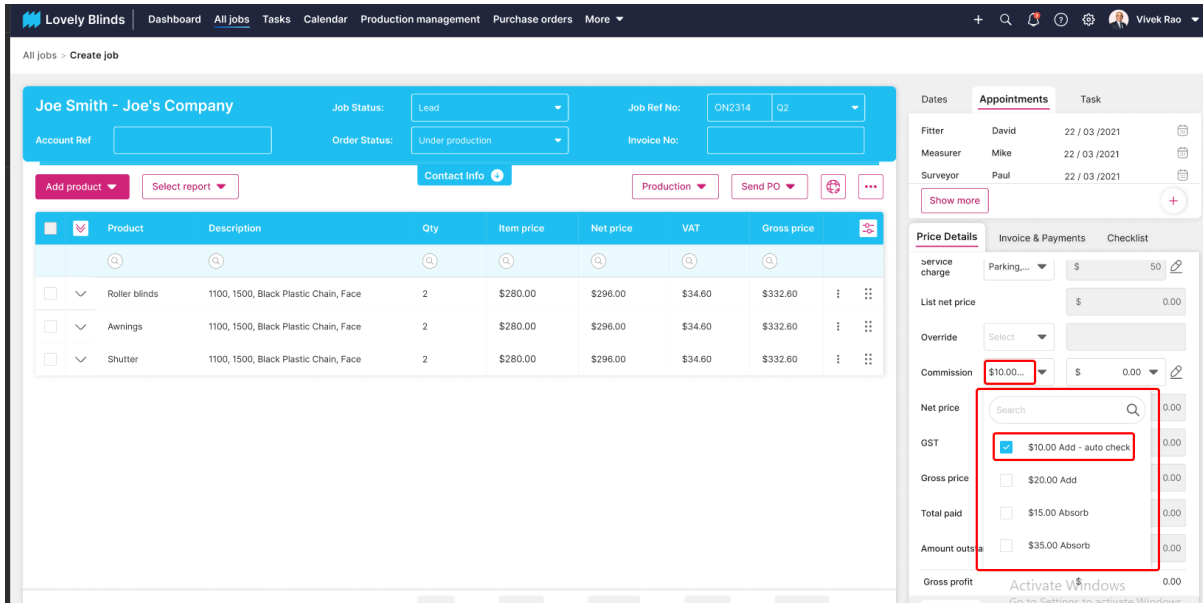 Lovely Blinds Dashboard All jobs Tasks Calendar Production management Purchase orders More Vivek Rao
All jobs > Create job
Joe Smith - Joe's Company Job Status: Lead Job Ref No: ON2314 Q2
Account Ref Order Status: Under production Invoice No:
Contact Info
Add product Select report Production Send PO
Product Description Qty Item price Net price VAT Gross price
Roller blinds 1100, 1500, Black Plastic Chain, Face 2 $280.00 $296.00 $34.60 $332.60
Awnings 1100, 1500, Black Plastic Chain, Face 2 $280.00 $296.00 $34.60 $332.60
Shutter 1100, 1500, Black Plastic Chain, Face 2 $280.00 $296.00 $34.60 $332.60
Dates Appointments Task
Fitter David 22 / 03 /2021
Measurer Mike 22 / 03 /2021
Surveyor Paul 22 / 03 /2021
Show more +
Price Details Invoice & Payments Checklist
Service charge Parking,... $ 50
List net price $ 0.00
Override Select
Commission $10.00... $ 0.00
Net price 0.00
Search
GST 0.00
$10.00 Add - auto check
Gross price 0.00
$20.00 Add
Total paid 0.00
$15.00 Absorb
Amount outsta 0.00
$35.00 Absorb
Gross profit $ 0.00
Activate Windows
Go to Settings to activate Windows